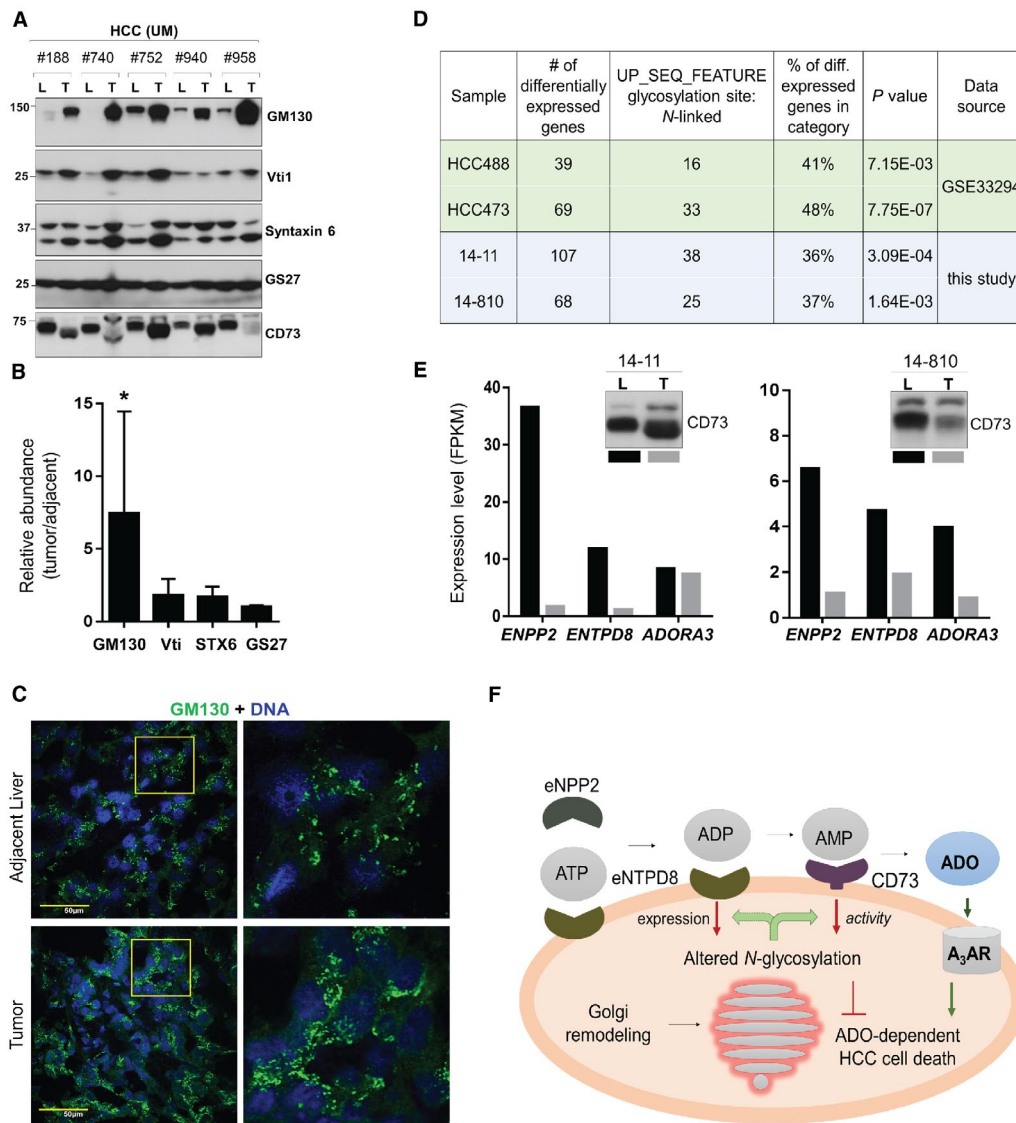 A
HCC (UM)
#188 #740 #752 #940 #958
L T L T L T L T L T
150
GM130
25
Vti1
37
Syntaxin 6
25
GS27
75
CD73
B
Relative abundance
(tumor/adjacent)
15
10
5
0
*
GM130 Vti STX6 GS27
C
GM130 + DNA
Adjacent Liver
50µm
Tumor
50µm
D
Sample
# of
differentially
expressed
genes
UP_SEQ_FEATURE
glycosylation site:
N-linked
% of diff.
expressed
genes in
category
P value
Data
source
HCC488 39 16 41% 7.15E-03
HCC473 69 33 48% 7.75E-07
GSE33294
14-11 107 38 36% 3.09E-04
14-810 68 25 37% 1.64E-03
this study
E
Expression level (FPKM)
40
30
20
10
0
14-11
L T
CD73
ENPP2 ENTPD8 ADORA3
10
8
6
4
2
0
14-810
L T
CD73
ENPP2 ENTPD8 ADORA3
F
eNPP2
ATP
eNTPD8
ADP
AMP
CD73
ADO
expression
activity
A3AR
Altered N-glycosylation
Golgi
remodeling
ADO-dependent
HCC cell death